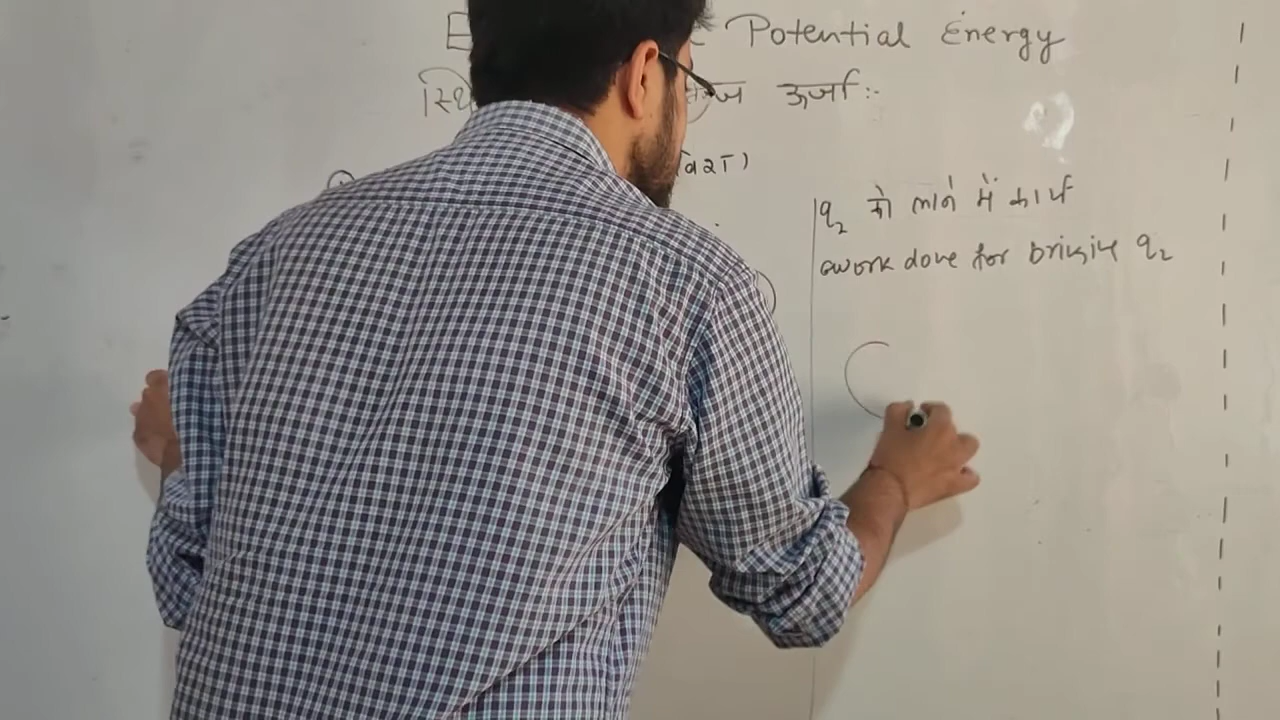 Potential Energy
ऊर्जा :-
q₂ को लाने में कार्य
work done for bringing q₂